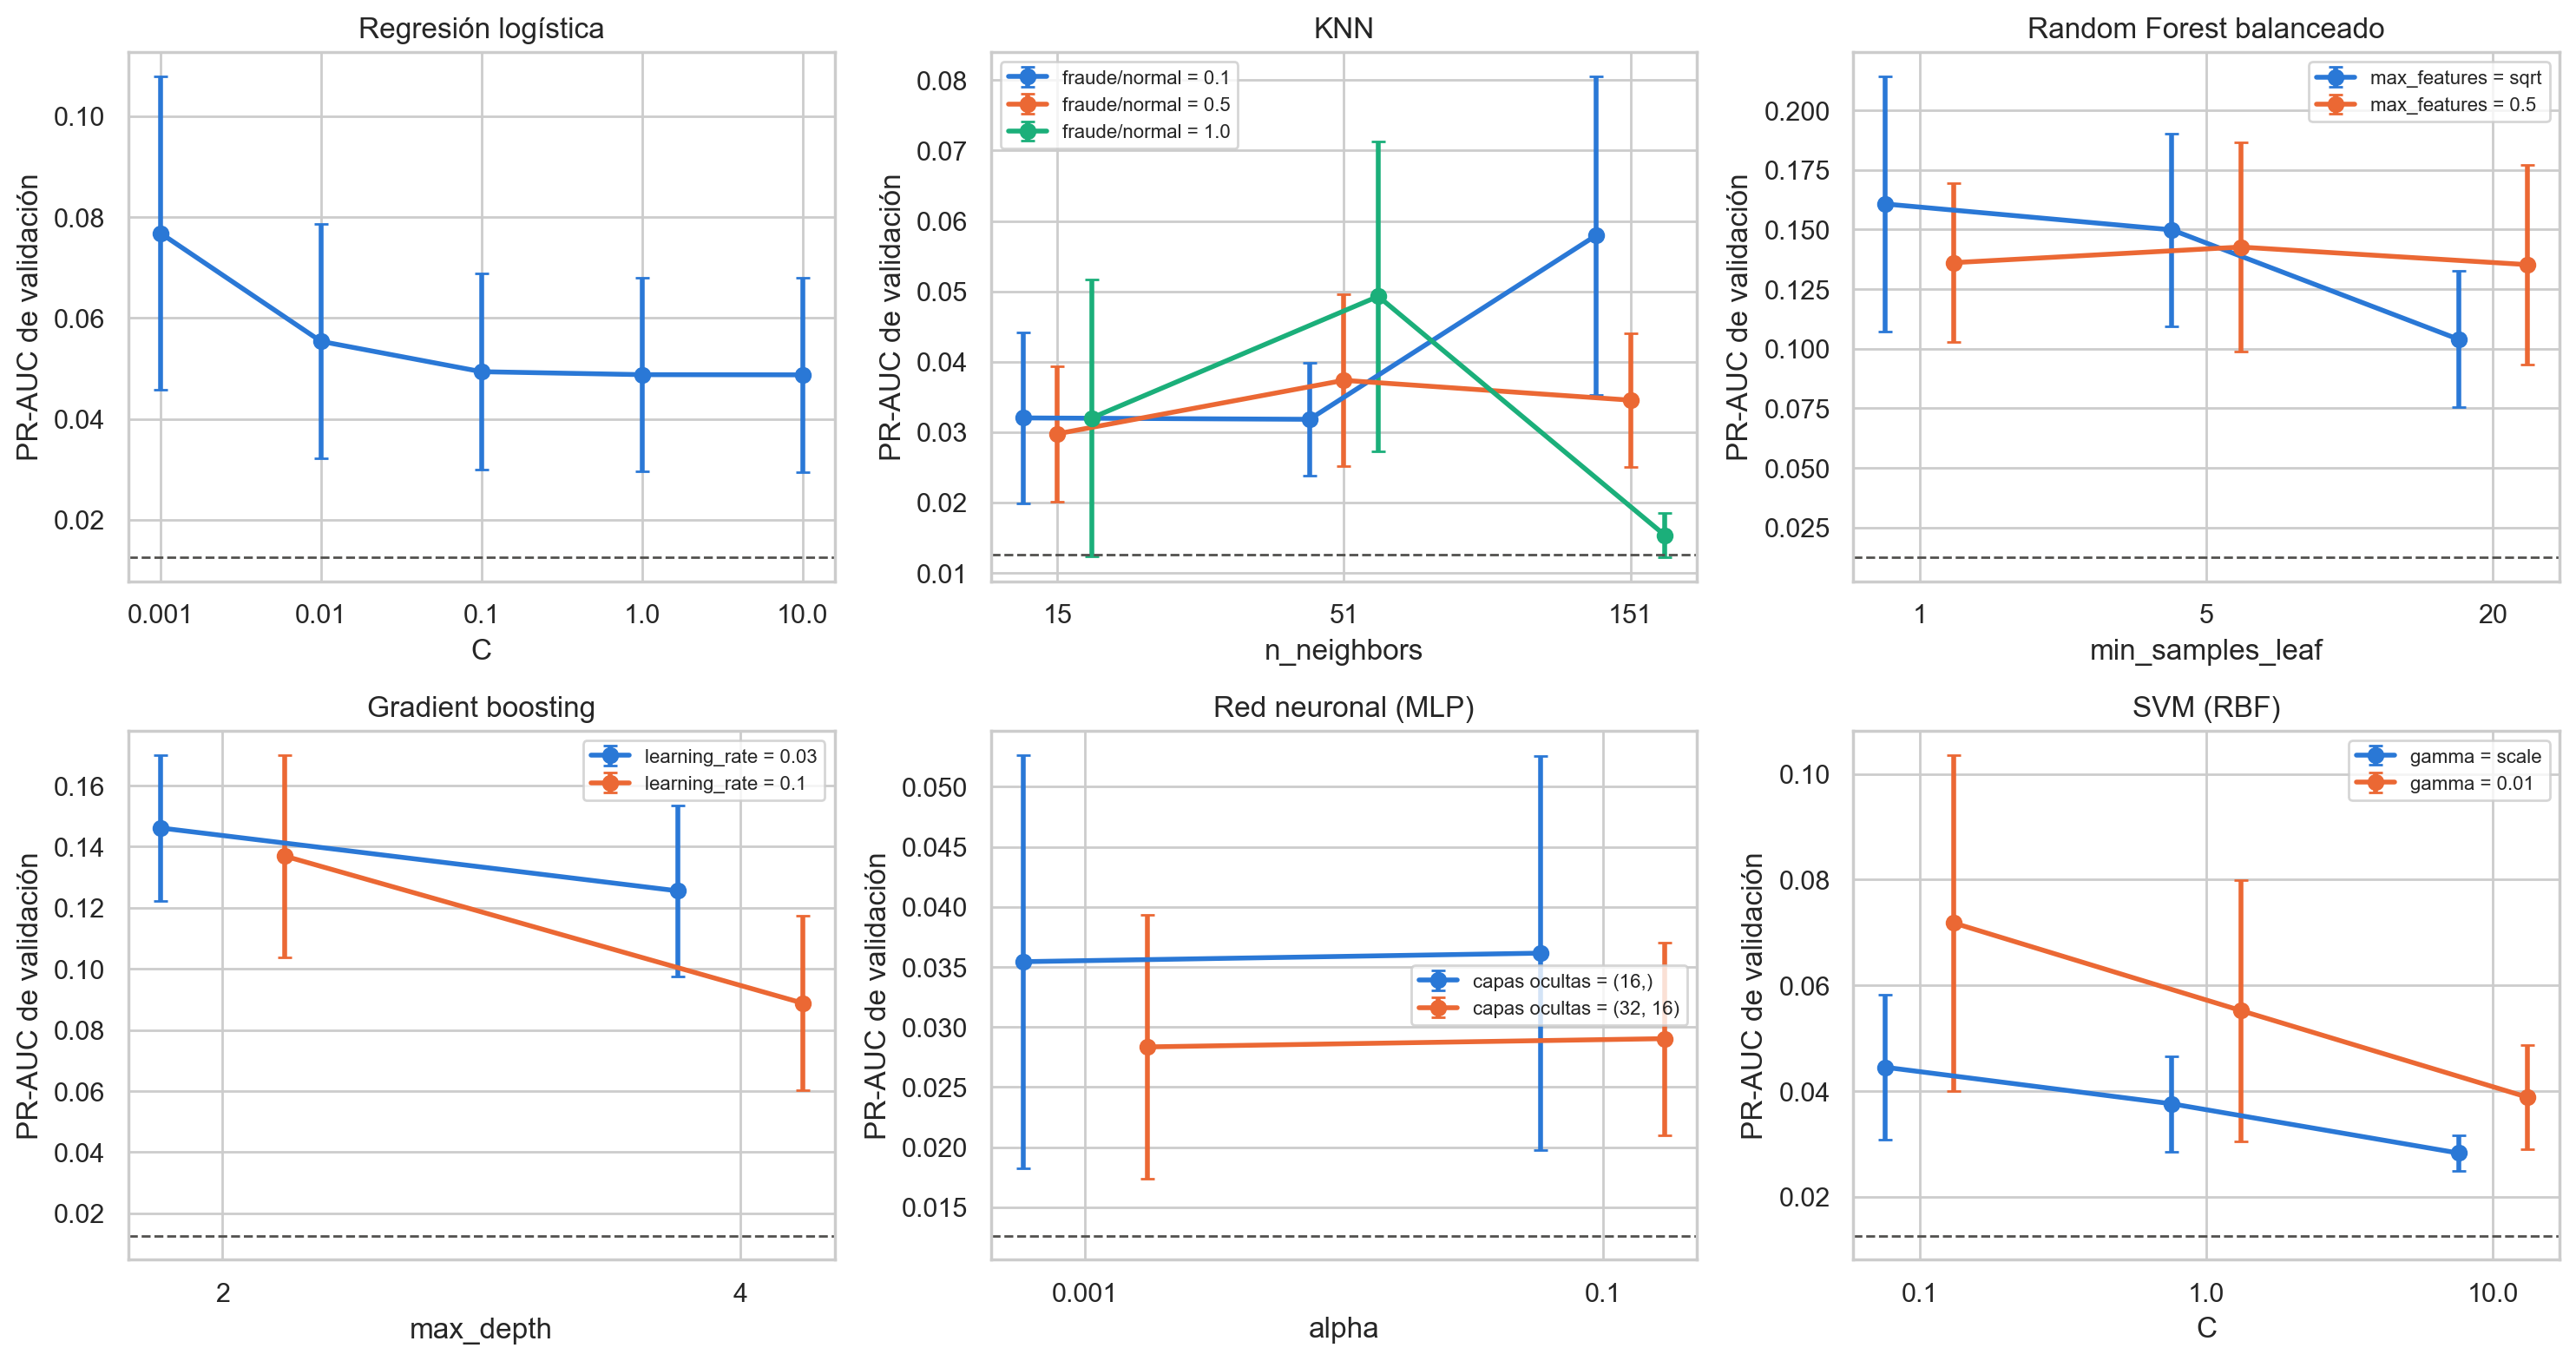 Regresión logística
PR-AUC de validación
0.10
0.08
0.06
0.04
0.02
0.001
0.01
0.1
1.0
10.0
C
KNN
fraude/normal = 0.1
fraude/normal = 0.5
fraude/normal = 1.0
PR-AUC de validación
0.08
0.07
0.06
0.05
0.04
0.03
0.02
0.01
15
51
151
n_neighbors
Random Forest balanceado
max_features = sqrt
max_features = 0.5
PR-AUC de validación
0.200
0.175
0.150
0.125
0.100
0.075
0.050
0.025
1
5
20
min_samples_leaf
Gradient boosting
learning_rate = 0.03
learning_rate = 0.1
PR-AUC de validación
0.16
0.14
0.12
0.10
0.08
0.06
0.04
0.02
2
4
max_depth
Red neuronal (MLP)
capas ocultas = (16,)
capas ocultas = (32, 16)
PR-AUC de validación
0.050
0.045
0.040
0.035
0.030
0.025
0.020
0.015
0.001
0.1
alpha
SVM (RBF)
gamma = scale
gamma = 0.01
PR-AUC de validación
0.10
0.08
0.06
0.04
0.02
0.1
1.0
10.0
C